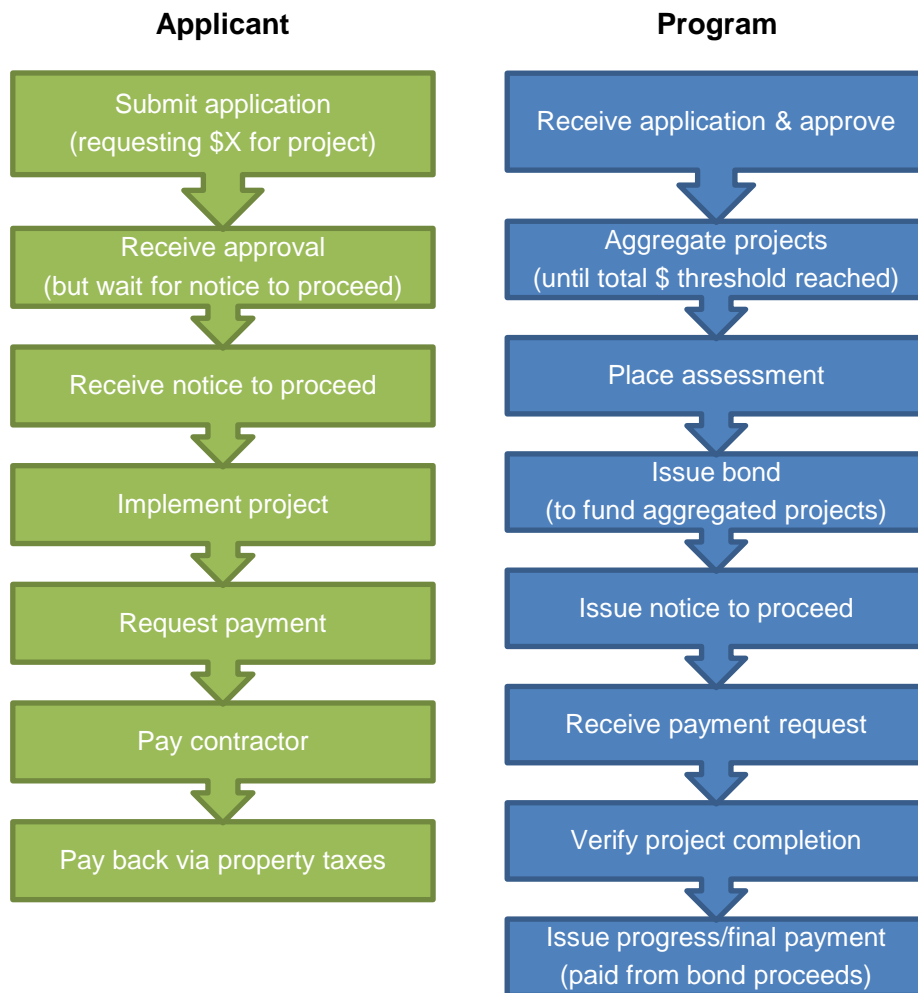 Applicant
Submit application
(requesting $X for project)
Receive approval
(but wait for notice to proceed)
Receive notice to proceed
Implement project
Request payment
Pay contractor
Pay back via property taxes
Program
Receive application & approve
Aggregate projects
(until total $ threshold reached)
Place assessment
Issue bond
(to fund aggregated projects)
Issue notice to proceed
Receive payment request
Verify project completion
Issue progress/final payment
(paid from bond proceeds)